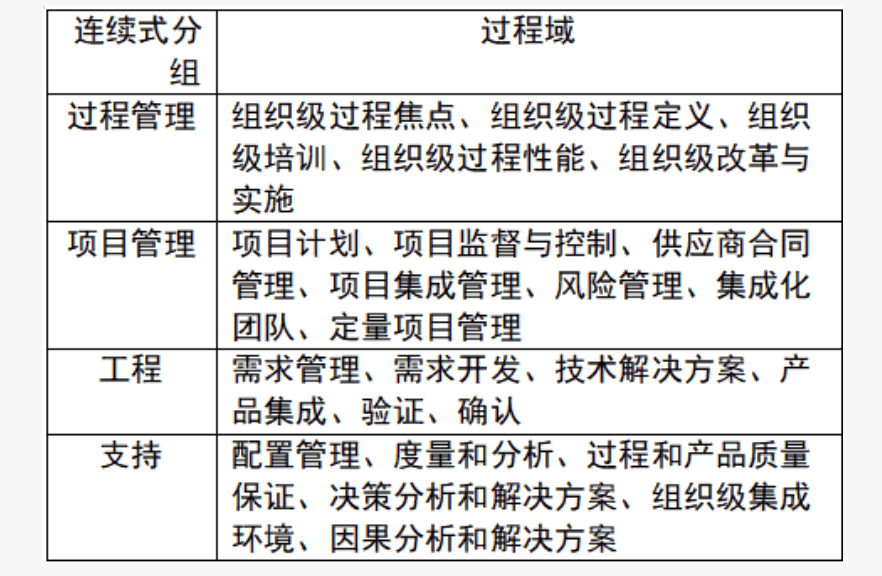 连续式分
组
过程域
过程管理
组织级过程焦点、组织级过程定义、组织
级培训、组织级过程性能、组织级改革与
实施
项目管理
项目计划、项目监督与控制、供应商合同
管理、项目集成管理、风险管理、集成化
团队、定量项目管理
工程
需求管理、需求开发、技术解决方案、产
品集成、验证、确认
支持
配置管理、度量和分析、过程和产品质量
保证、决策分析和解决方案、组织级集成
环境、因果分析和解决方案